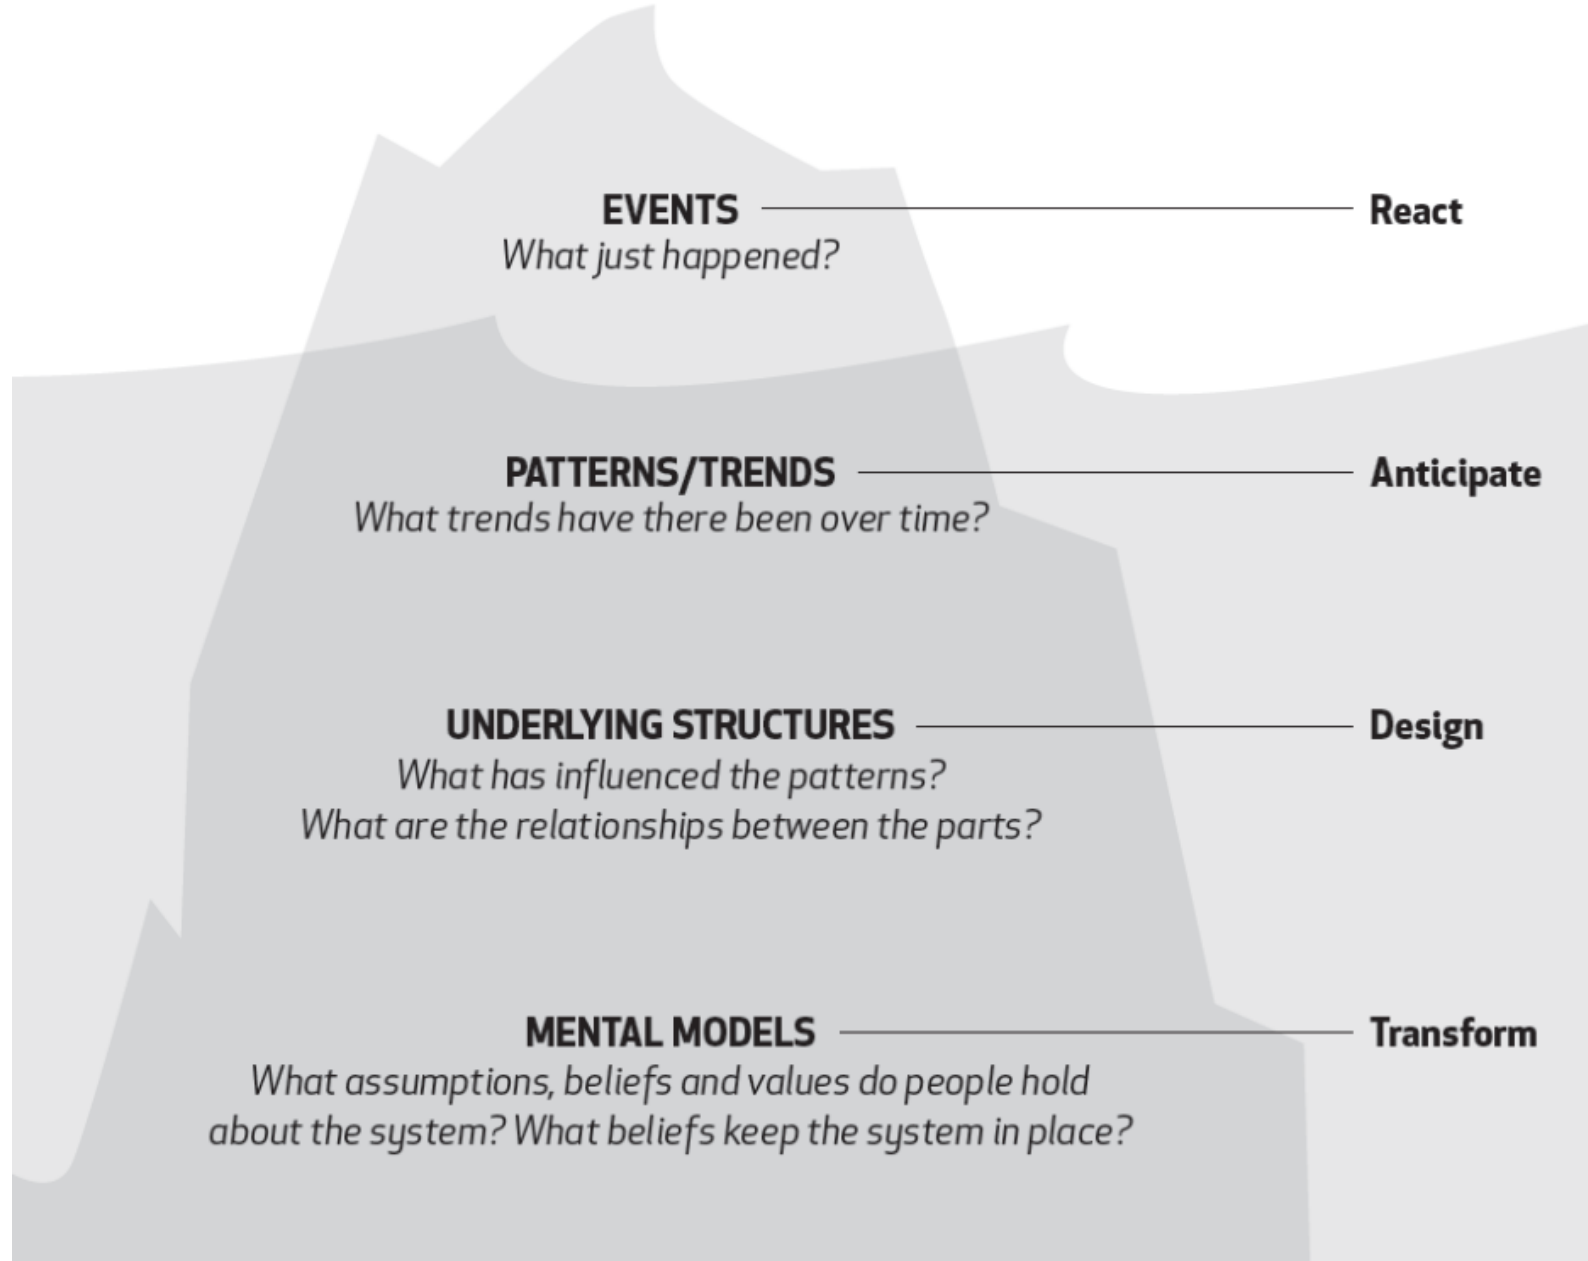 EVENTS
React
What just happened?
PATTERNS/TRENDS
Anticipate
What trends have there been over time?
UNDERLYING STRUCTURES
Design
What has influenced the patterns?
What are the relationships between the parts?
MENTAL MODELS
Transform
What assumptions, beliefs and values do people hold
about the system? What beliefs keep the system in place?